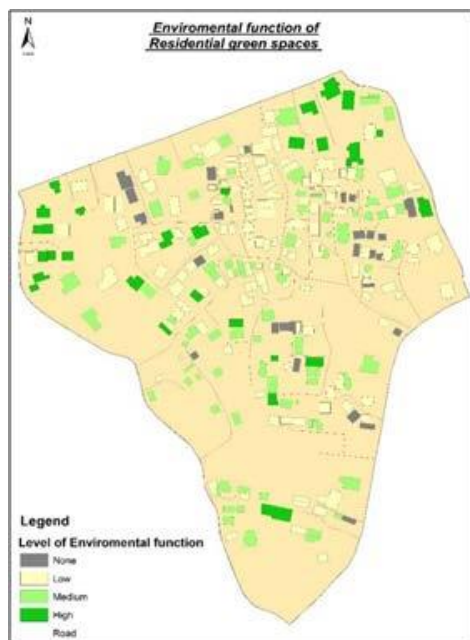 Enviromental function of
Residential green spaces
N
Legend
Level of Enviromental function
None
Low
Medium
High
Road